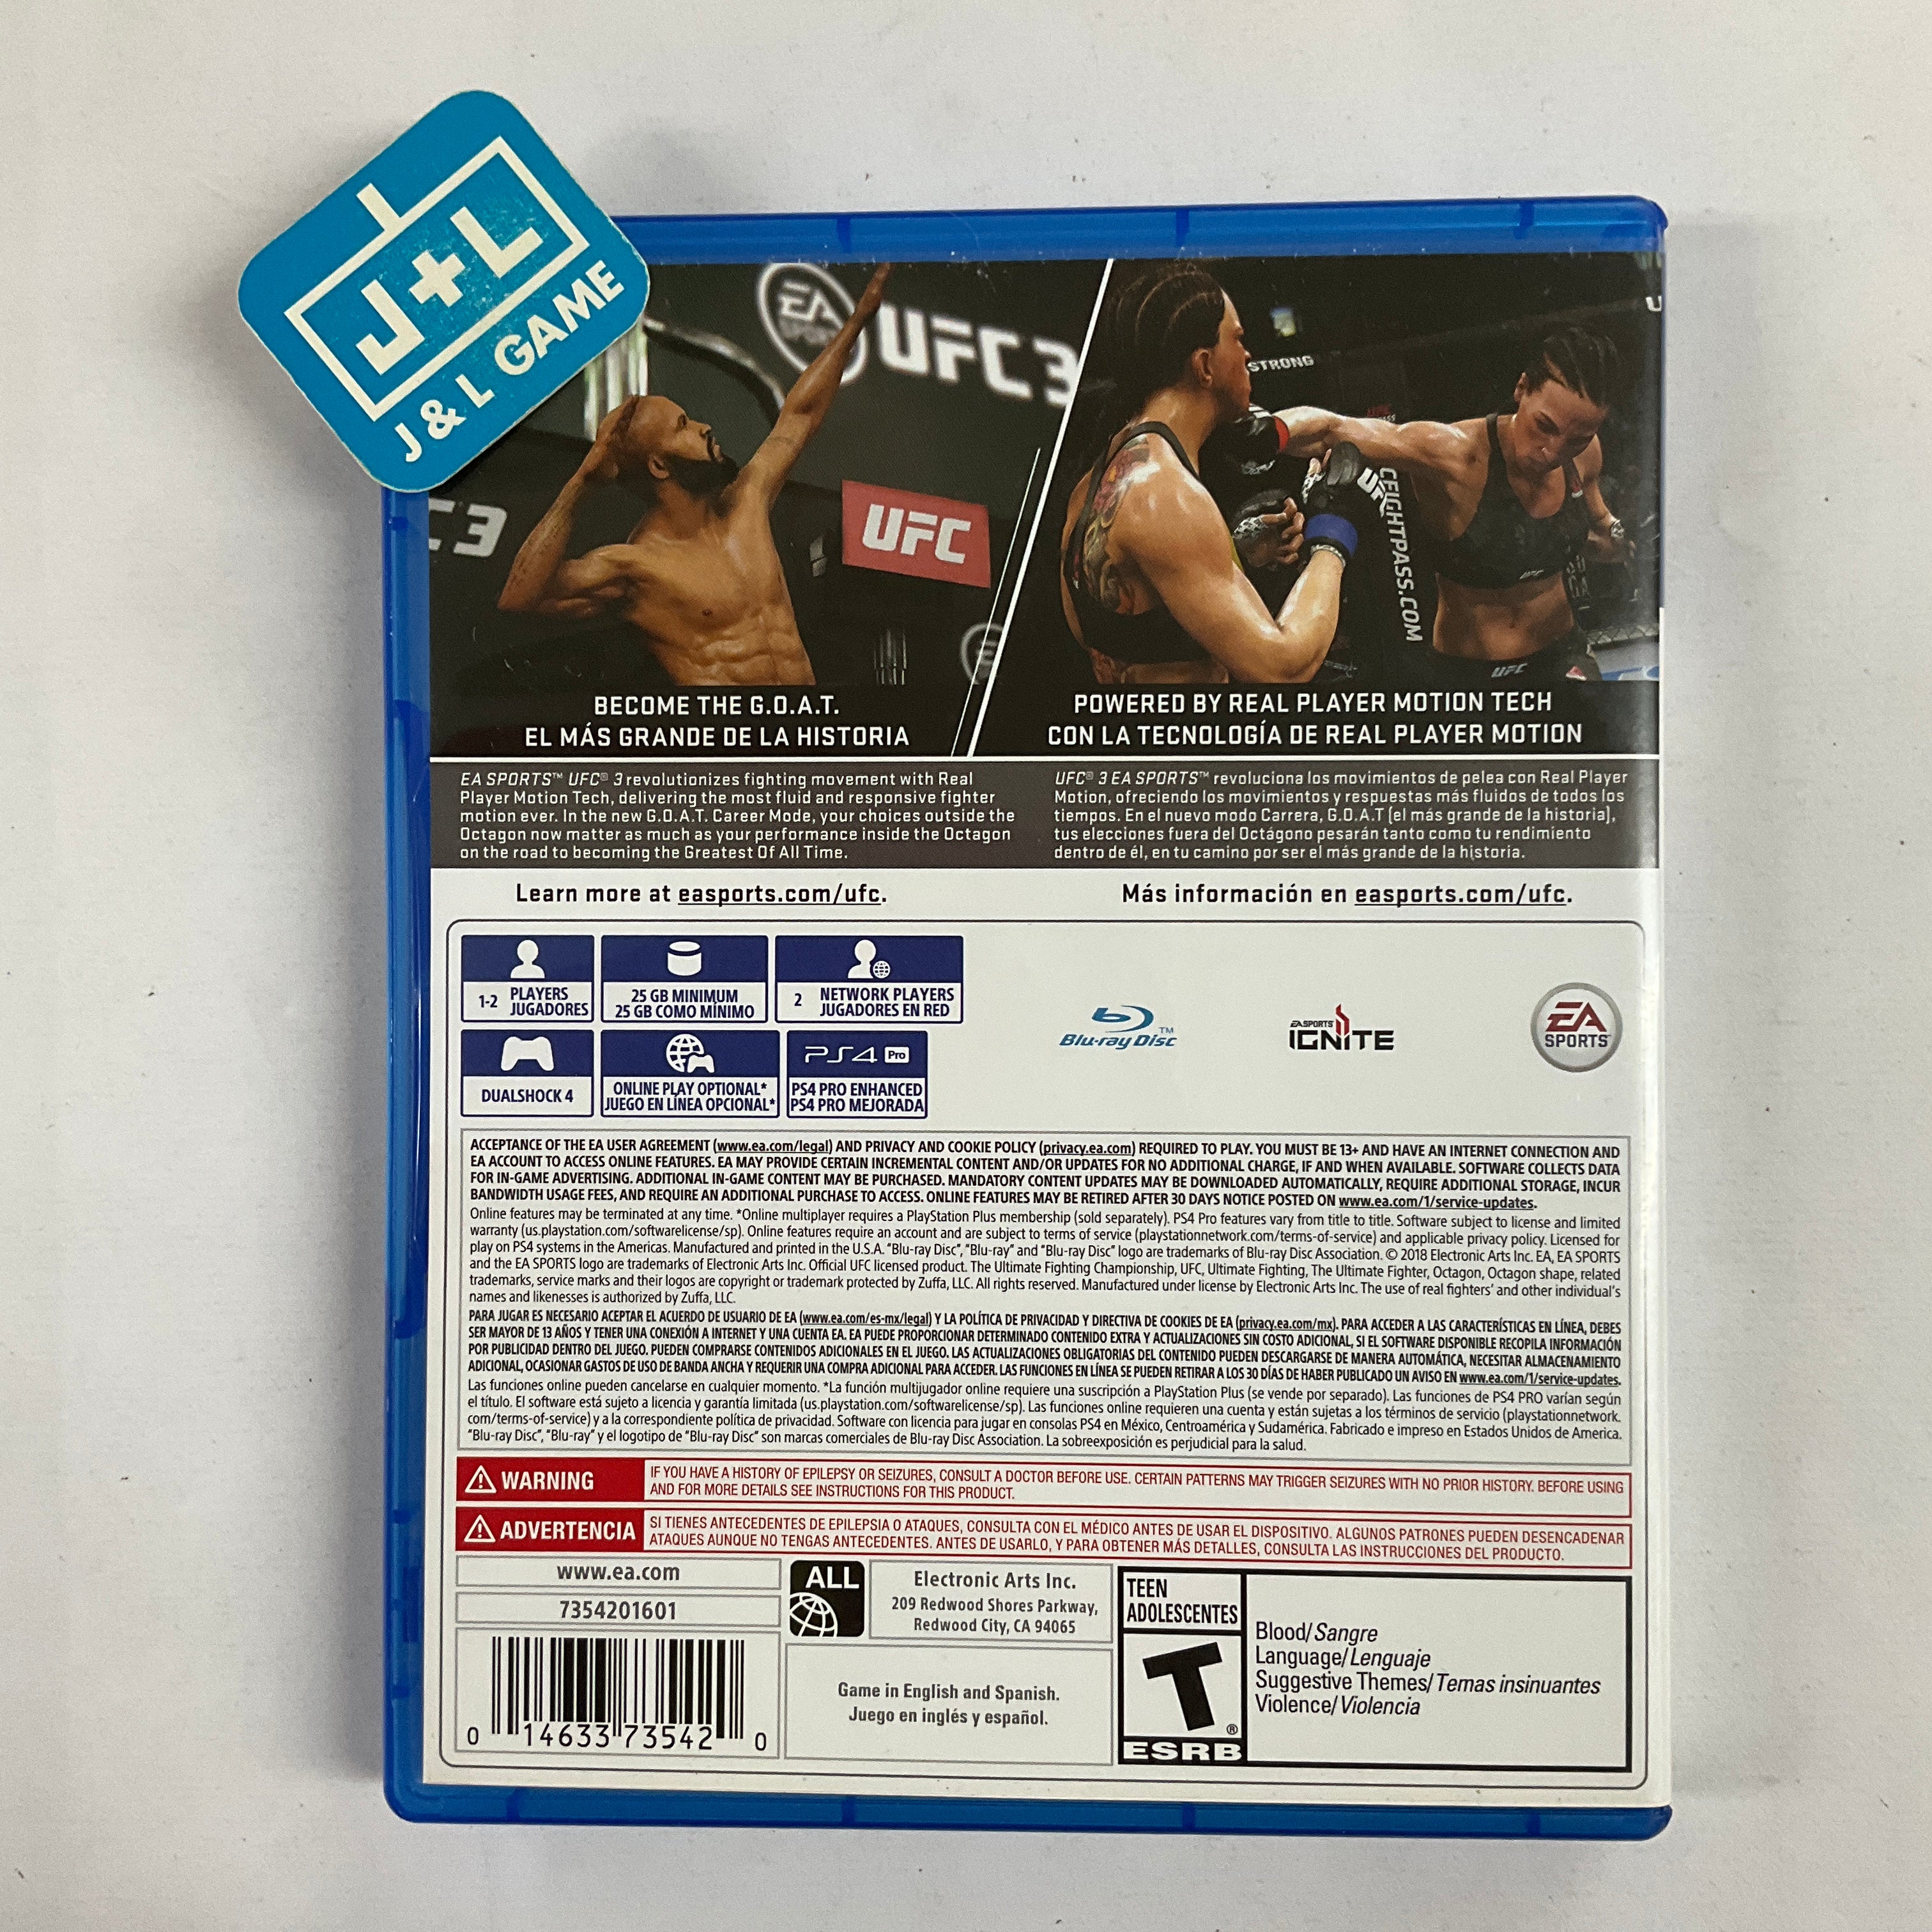 J+L
J & L GAME
EA
SPORTS
UFC 3
C 3
UFC
STRONG
UFC
CFIGHTPASS.COM
UFC
UFC
BECOME THE G.O.A.T.
EL MÁS GRANDE DE LA HISTORIA
POWERED BY REAL PLAYER MOTION TECH
CON LA TECNOLOGÍA DE REAL PLAYER MOTION
EA SPORTS™ UFC® 3 revolutionizes fighting movement with Real
Player Motion Tech, delivering the most fluid and responsive fighter
motion ever. In the new G.O.A.T. Career Mode, your choices outside the
Octagon now matter as much as your performance inside the Octagon
on the road to becoming the Greatest Of All Time.
UFC® 3 EA SPORTS™ revoluciona los movimientos de pelea con Real Player
Motion, ofreciendo los movimientos y respuestas más fluidos de todos los
tiempos. En el nuevo modo Carrera, G.O.A.T (el más grande de la historia),
tus elecciones fuera del Octágono pesarán tanto como tu rendimiento
dentro de él, en tu camino por ser el más grande de la historia.
Learn more at easports.com/ufc.
Más información en easports.com/ufc.
1-2 PLAYERS
JUGADORES
25 GB MINIMUM
25 GB COMO MÍNIMO
2 NETWORK PLAYERS
JUGADORES EN RED
DUALSHOCK 4
ONLINE PLAY OPTIONAL*
JUEGO EN LÍNEA OPCIONAL*
PS4 Pro
PS4 PRO ENHANCED
PS4 PRO MEJORADA
Blu-ray Disc™
EA SPORTS
IGNITE
EA
SPORTS
ACCEPTANCE OF THE EA USER AGREEMENT (www.ea.com/legal) AND PRIVACY AND COOKIE POLICY (privacy.ea.com) REQUIRED TO PLAY. YOU MUST BE 13+ AND HAVE AN INTERNET CONNECTION AND
EA ACCOUNT TO ACCESS ONLINE FEATURES. EA MAY PROVIDE CERTAIN INCREMENTAL CONTENT AND/OR UPDATES FOR NO ADDITIONAL CHARGE, IF AND WHEN AVAILABLE. SOFTWARE COLLECTS DATA
FOR IN-GAME ADVERTISING. ADDITIONAL IN-GAME CONTENT MAY BE PURCHASED. MANDATORY CONTENT UPDATES MAY BE DOWNLOADED AUTOMATICALLY, REQUIRE ADDITIONAL STORAGE, INCUR
BANDWIDTH USAGE FEES, AND REQUIRE AN ADDITIONAL PURCHASE TO ACCESS. ONLINE FEATURES MAY BE RETIRED AFTER 30 DAYS NOTICE POSTED ON www.ea.com/1/service-updates.
Online features may be terminated at any time. *Online multiplayer requires a PlayStation Plus membership (sold separately). PS4 Pro features vary from title to title. Software subject to license and limited
warranty (us.playstation.com/softwarelicense/sp). Online features require an account and are subject to terms of service (playstationnetwork.com/terms-of-service) and applicable privacy policy. Licensed for
play on PS4 systems in the Americas. Manufactured and printed in the U.S.A. "Blu-ray Disc", "Blu-ray" and "Blu-ray Disc" logo are trademarks of Blu-ray Disc Association. © 2018 Electronic Arts Inc. EA, EA SPORTS
and the EA SPORTS logo are trademarks of Electronic Arts Inc. Official UFC licensed product. The Ultimate Fighting Championship, UFC, Ultimate Fighting, The Ultimate Fighter, Octagon, Octagon shape, related
trademarks, service marks and their logos are copyright or trademark protected by Zuffa, LLC. All rights reserved. Manufactured under license by Electronic Arts Inc. The use of real fighters' and other individual's
names and likenesses is authorized by Zuffa, LLC.
PARA JUGAR ES NECESARIO ACEPTAR EL ACUERDO DE USUARIO DE EA (www.ea.com/es-mx/legal) Y LA POLÍTICA DE PRIVACIDAD Y DIRECTIVA DE COOKIES DE EA (privacy.ea.com/mx). PARA ACCEDER A LAS CARACTERÍSTICAS EN LÍNEA, DEBES
SER MAYOR DE 13 AÑOS Y TENER UNA CONEXIÓN A INTERNET Y UNA CUENTA EA. EA PUEDE PROPORCIONAR DETERMINADO CONTENIDO EXTRA Y ACTUALIZACIONES SIN COSTO ADICIONAL, SI EL SOFTWARE DISPONIBLE RECOPILA INFORMACIÓN
POR PUBLICIDAD DENTRO DEL JUEGO. PUEDEN COMPRARSE CONTENIDOS ADICIONALES EN EL JUEGO. LAS ACTUALIZACIONES OBLIGATORIAS DEL CONTENIDO PUEDEN DESCARGARSE DE MANERA AUTOMÁTICA, NECESITAR ALMACENAMIENTO
ADICIONAL, OCASIONAR GASTOS DE USO DE BANDA ANCHA Y REQUERIR UNA COMPRA ADICIONAL PARA ACCEDER. LAS FUNCIONES EN LÍNEA SE PUEDEN RETIRAR A LOS 30 DÍAS DE HABER PUBLICADO UN AVISO EN www.ea.com/1/service-updates.
Las funciones online pueden cancelarse en cualquier momento. *La función multijugador online requiere una suscripción a PlayStation Plus (se vende por separado). Las funciones de PS4 PRO varían según
el título. El software está sujeto a licencia y garantía limitada (us.playstation.com/softwarelicense/sp). Las funciones online requieren una cuenta y están sujetas a los términos de servicio (playstationnetwork.
com/terms-of-service) y a la correspondiente política de privacidad. Software con licencia para jugar en consolas PS4 en México, Centroamérica y Sudamérica. Fabricado e impreso en Estados Unidos de America.
"Blu-ray Disc", "Blu-ray" y el logotipo de "Blu-ray Disc" son marcas comerciales de Blu-ray Disc Association. La sobreexposición es perjudicial para la salud.
WARNING
IF YOU HAVE A HISTORY OF EPILEPSY OR SEIZURES, CONSULT A DOCTOR BEFORE USE. CERTAIN PATTERNS MAY TRIGGER SEIZURES WITH NO PRIOR HISTORY. BEFORE USING
AND FOR MORE DETAILS SEE INSTRUCTIONS FOR THIS PRODUCT.
ADVERTENCIA
SI TIENES ANTECEDENTES DE EPILEPSIA O ATAQUES, CONSULTA CON EL MÉDICO ANTES DE USAR EL DISPOSITIVO. ALGUNOS PATRONES PUEDEN DESENCADENAR
ATAQUES AUNQUE NO TENGAS ANTECEDENTES. ANTES DE USARLO, Y PARA OBTENER MÁS DETALLES, CONSULTA LAS INSTRUCCIONES DEL PRODUCTO.
www.ea.com
7354201601
0 14633 73542 0
ALL
Electronic Arts Inc.
209 Redwood Shores Parkway,
Redwood City, CA 94065
Game in English and Spanish.
Juego en inglés y español.
TEEN
ADOLESCENTES
T®
ESRB
Blood/Sangre
Language/Lenguaje
Suggestive Themes/Temas insinuantes
Violence/Violencia